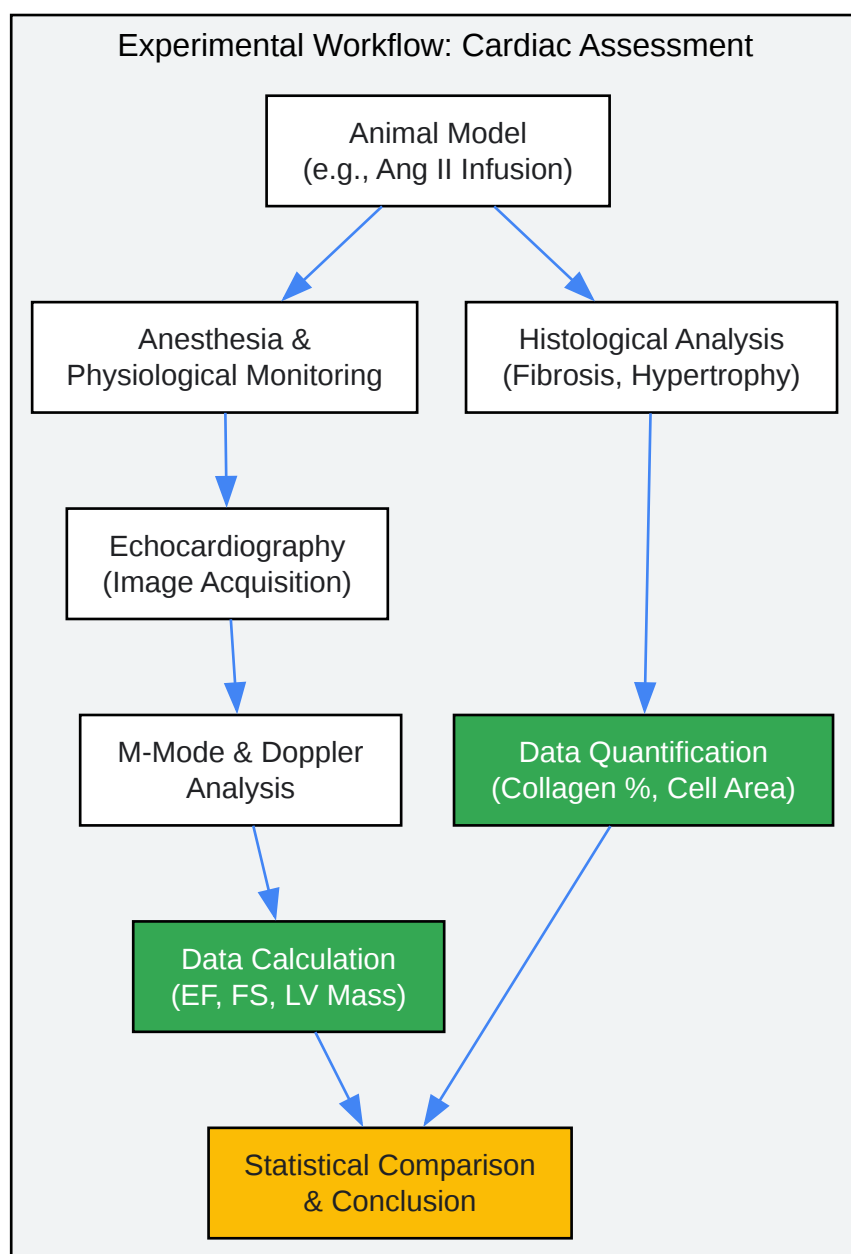 Experimental Workflow: Cardiac Assessment
Animal Model
(e.g., Ang II Infusion)
Anesthesia &
Physiological Monitoring
Histological Analysis
(Fibrosis, Hypertrophy)
Echocardiography
(Image Acquisition)
M-Mode & Doppler
Analysis
Data Quantification
(Collagen %, Cell Area)
Data Calculation
(EF, FS, LV Mass)
Statistical Comparison
& Conclusion